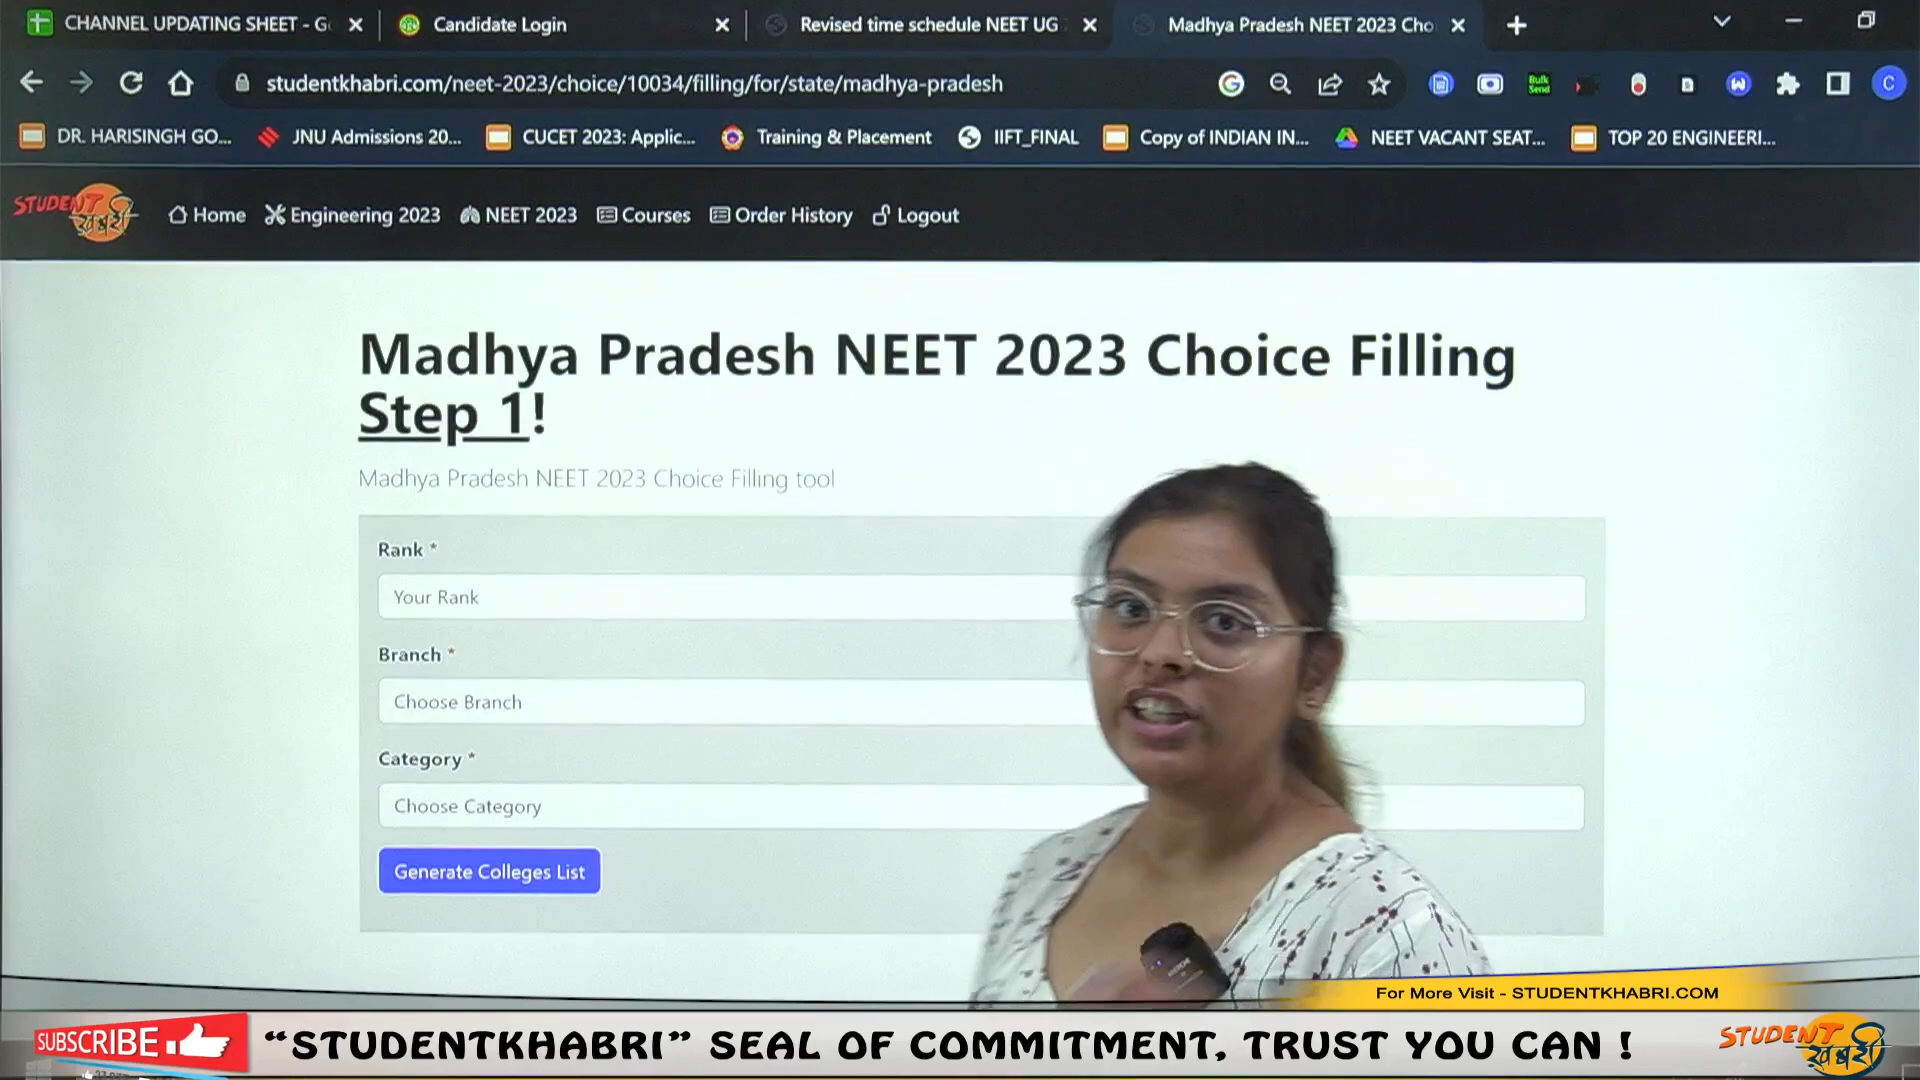 CHANNEL UPDATING SHEET - G
Candidate Login
Revised time schedule NEET UG
Madhya Pradesh NEET 2023 Cho
studentkhabri.com/neet-2023/choice/10034/filling/for/state/madhya-pradesh
Bulk
Send
C
DR. HARISINGH GO...
JNU Admissions 20...
CUCET 2023: Applic...
Training & Placement
IIFT_FINAL
Copy of INDIAN IN...
NEET VACANT SEAT...
TOP 20 ENGINEERI...
STUDENT
खबरी
Home
Engineering 2023
NEET 2023
Courses
Order History
Logout
Madhya Pradesh NEET 2023 Choice Filling
Step 1!
Madhya Pradesh NEET 2023 Choice Filling tool
Rank *
Your Rank
Branch *
Choose Branch
Category *
Choose Category
Generate Colleges List
For More Visit - STUDENTKHABRI.COM
SUBSCRIBE
“STUDENTKHABRI” SEAL OF COMMITMENT, TRUST YOU CAN !
STUDENT
खबरी